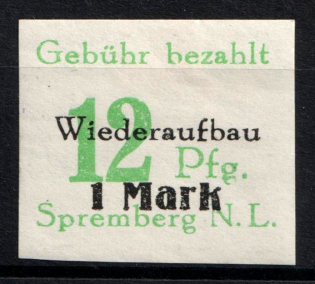 Gebühr bezahlt
Wiederaufbau
12 Pfg.
1 Mark
Spremberg N. L.